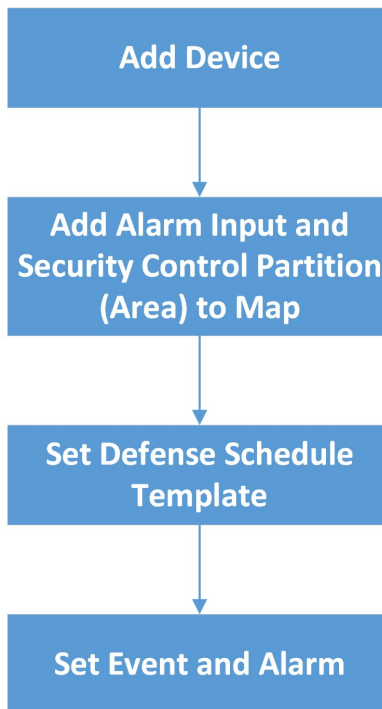 Add Device
Add Alarm Input and
Security Control Partition
(Area) to Map
Set Defense Schedule
Template
Set Event and Alarm